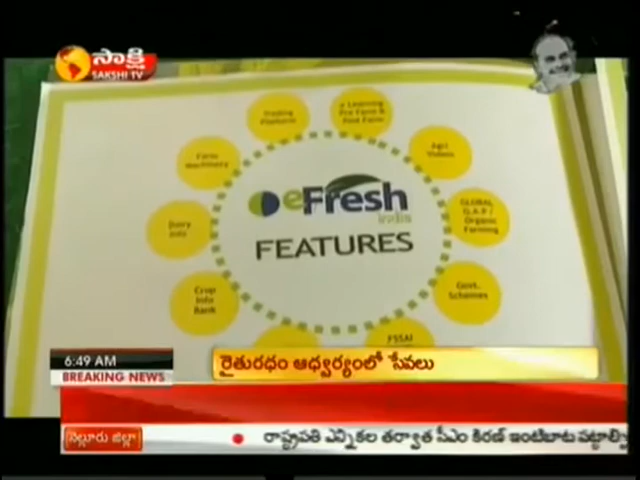 సాక్షి
SAKSHI TV
Trading
Platform
e Learning
Pre Farm &
Post Farm
Farm
Machinery
Agri
Videos
eFresh
india
FEATURES
Dairy
Info
GLOBAL
G.A.P /
Organic
Farming
Crop
Info
Bank
Govt.
Schemes
FSSAI
6:49 AM
BREAKING NEWS
రైతురధం ఆధ్వర్యంలో సేవలు
నెల్లూరు జిల్లా
రాష్ట్రపతి ఎన్నికల తర్వాత సీఎం కిరణ్ ఇంటిబాట పట్టాల్సి